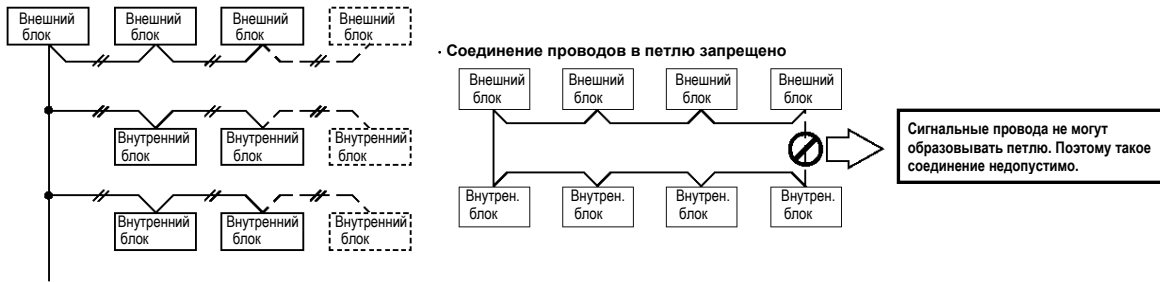 Внешний
блок
Внешний
блок
Внешний
блок
Внешний
блок
Внутренний
блок
Внутренний
блок
Внутренний
блок
Внутренний
блок
Внутренний
блок
Внутренний
блок
· Соединение проводов в петлю запрещено
Внешний
блок
Внешний
блок
Внешний
блок
Внешний
блок
Внутрен.
блок
Внутрен.
блок
Внутрен.
блок
Внутрен.
блок
Сигнальные провода не могут
образовывать петлю. Поэтому такое
соединение недопустимо.